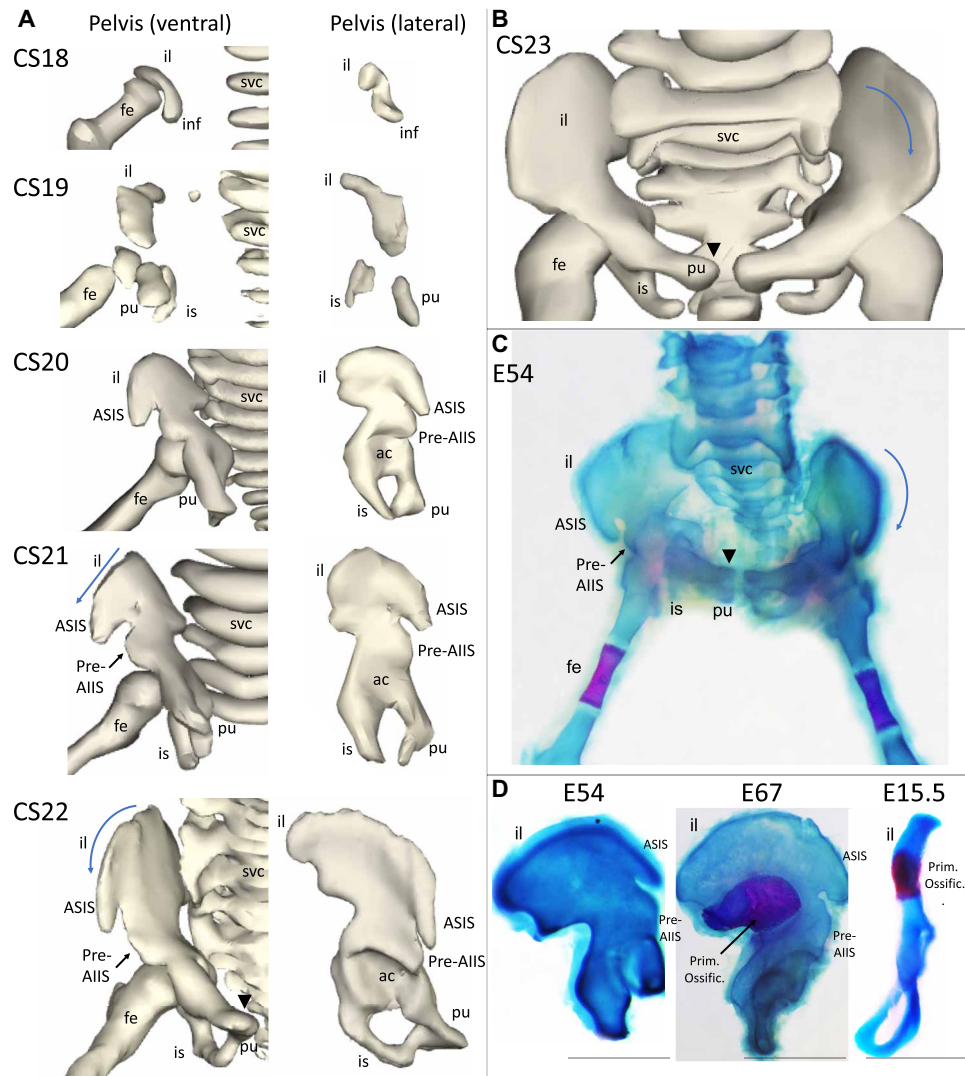 A
Pelvis (ventral)
Pelvis (lateral)
CS18
il
fe
inf
svc
il
inf
CS19
il
svc
fe
pu
is
il
is
pu
CS20
il
svc
ASIS
fe
pu
il
ASIS
Pre-AIIS
ac
is
pu
CS21
il
ASIS
svc
Pre-
AIIS
fe
pu
is
il
ASIS
Pre-AIIS
ac
is
pu
CS22
il
svc
ASIS
Pre-
AIIS
fe
is
pu
il
ASIS
Pre-AIIS
ac
pu
is
B
CS23
il
svc
pu
fe
is
C
E54
il
svc
ASIS
Pre-
AIIS
is
pu
fe
D
E54
E67
E15.5
il
ASIS
Pre-
AIIS
il
ASIS
Pre-
AIIS
Prim.
Ossific.
il
Prim.
Ossific.
.